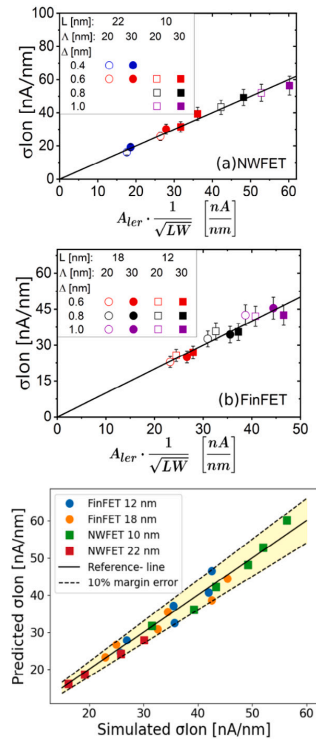 L [nm]: 22 10
Λ [nm]: 20 30 20 30
Δ [nm]
0.4
0.6
0.8
1.0
100
80
60
40
20
0
σIon [nA/nm]
(a)NWFET
0 10 20 30 40 50 60
A_ler · 1/√LW [nA/nm]
L [nm]: 18 12
Λ [nm]: 20 30 20 30
Δ [nm]
0.6
0.8
1.0
75
60
45
30
15
0
σIon [nA/nm]
(b)FinFET
0 10 20 30 40 50
A_ler · 1/√LW [nA/nm]
FinFET 12 nm
FinFET 18 nm
NWFET 10 nm
NWFET 22 nm
Reference- line
10% margin error
60
50
40
30
20
Predicted σIon [nA/nm]
20 30 40 50 60
Simulated σIon [nA/nm]